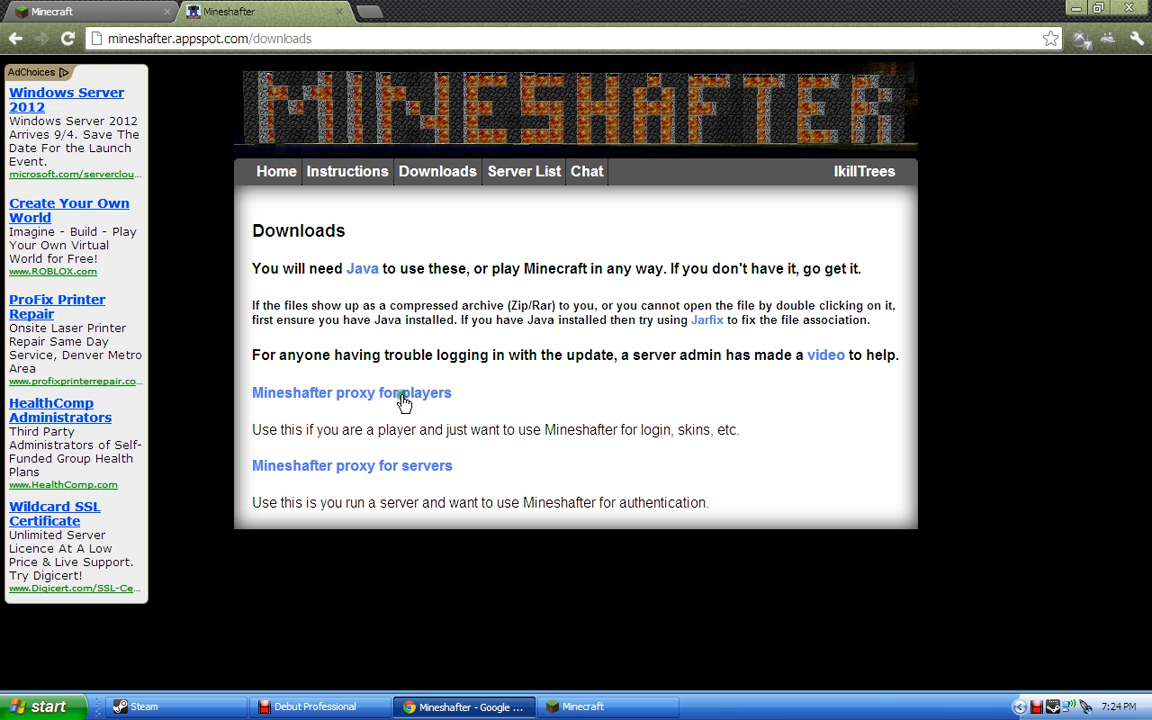 Minecraft
Mineshafter
mineshafter.appspot.com/downloads
AdChoices
Windows Server
2012
Windows Server 2012
Arrives 9/4. Save The
Date For the Launch
Event.
microsoft.com/serverclou...
Create Your Own
World
Imagine - Build - Play
Your Own Virtual
World for Free!
www.ROBLOX.com
ProFix Printer
Repair
Onsite Laser Printer
Repair Same Day
Service, Denver Metro
Area
www.profixprinterrepair.co...
HealthComp
Administrators
Third Party
Administrators of Self-
Funded Group Health
Plans
www.HealthComp.com
Wildcard SSL
Certificate
Unlimited Server
Licence At A Low
Price & Live Support.
Try Digicert!
www.Digicert.com/SSL-Ce...
MINESHAFTER
Home Instructions Downloads Server List Chat IkillTrees
Downloads
You will need Java to use these, or play Minecraft in any way. If you don't have it, go get it.
If the files show up as a compressed archive (Zip/Rar) to you, or you cannot open the file by double clicking on it,
first ensure you have Java installed. If you have Java installed then try using Jarfix to fix the file association.
For anyone having trouble logging in with the update, a server admin has made a video to help.
Mineshafter proxy for players
Use this if you are a player and just want to use Mineshafter for login, skins, etc.
Mineshafter proxy for servers
Use this is you run a server and want to use Mineshafter for authentication.
start Steam Debut Professional Mineshafter - Google ... Minecraft 7:24 PM